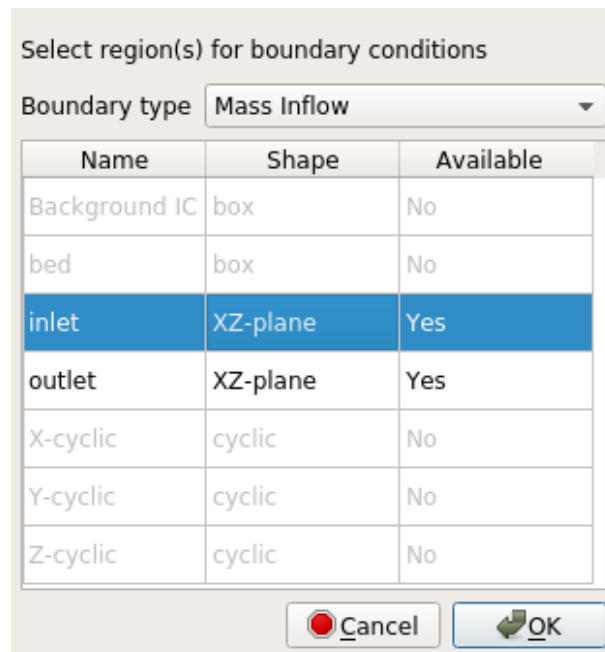 Select region(s) for boundary conditions
Boundary type Mass Inflow
Name Shape Available
Background IC box No
bed box No
inlet XZ-plane Yes
outlet XZ-plane Yes
X-cyclic cyclic No
Y-cyclic cyclic No
Z-cyclic cyclic No
Cancel OK